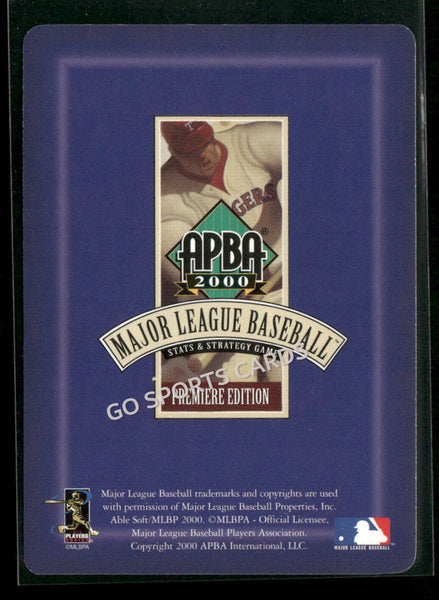 T
GERS
APBA®
2000
MAJOR LEAGUE BASEBALL™
STATS & STRATEGY GAME
GO SPORTS CARDS
PREMIERE EDITION
Major League Baseball trademarks and copyrights are used
with permission of Major League Baseball Properties, Inc.
Able Soft/MLBP 2000. ©MLBPA - Official Licensee,
Major League Baseball Players Association.
Copyright 2000 APBA International, LLC.
PLAYERS
CHOICE
©MLBPA
MAJOR LEAGUE BASEBALL